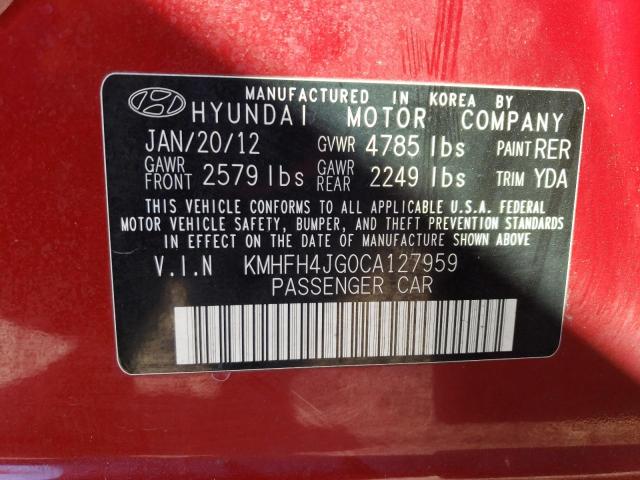 MANUFACTURED IN KOREA BY
HYUNDAI MOTOR COMPANY
JAN/20/12 GVWR 4785 lbs PAINT RER
GAWR FRONT 2579 lbs GAWR REAR 2249 lbs TRIM YDA
THIS VEHICLE CONFORMS TO ALL APPLICABLE U.S.A. FEDERAL
MOTOR VEHICLE SAFETY, BUMPER, AND THEFT PREVENTION STANDARDS
IN EFFECT ON THE DATE OF MANUFACTURE SHOWN ABOVE.
V.I.N KMHFH4JG0CA127959
PASSENGER CAR